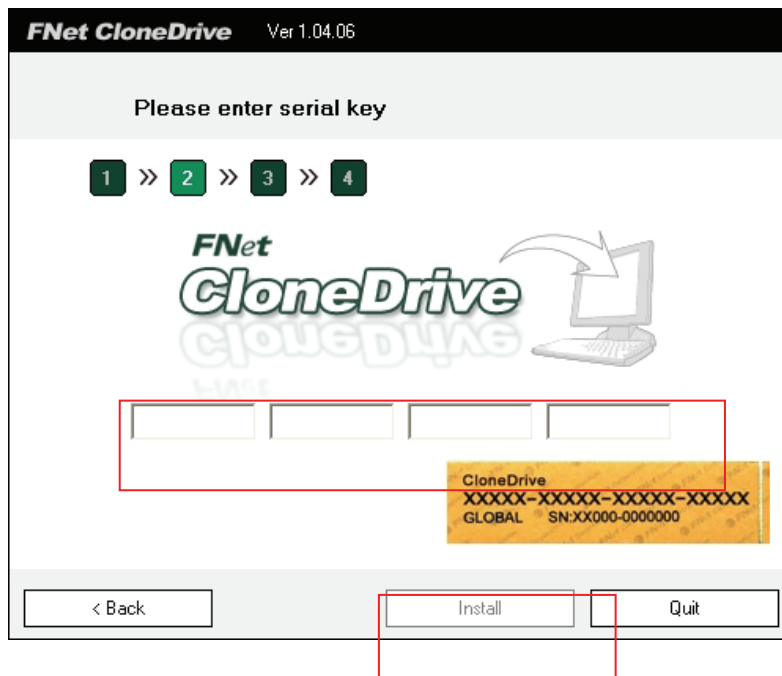 FNet CloneDrive Ver 1.04.06
Please enter serial key
1 » 2 » 3 » 4
FNet
CloneDrive
CloneDrive
XXXXX-XXXXX-XXXXX-XXXXX
GLOBAL SN:XX000-0000000
< Back Install Quit